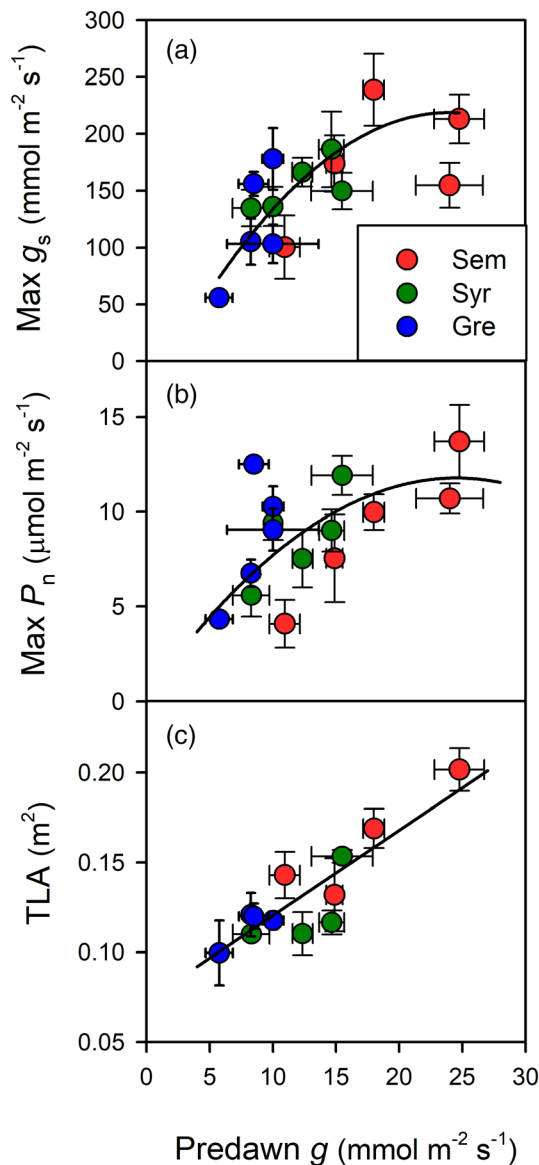 (a)
300
250
200
150
100
50
0
Max gs (mmol m-2 s-1)
Sem
Syr
Gre
(b)
15
10
5
0
Max Pn (μmol m-2 s-1)
(c)
0.20
0.15
0.10
0.05
TLA (m2)
0 5 10 15 20 25 30
Predawn g (mmol m-2 s-1)